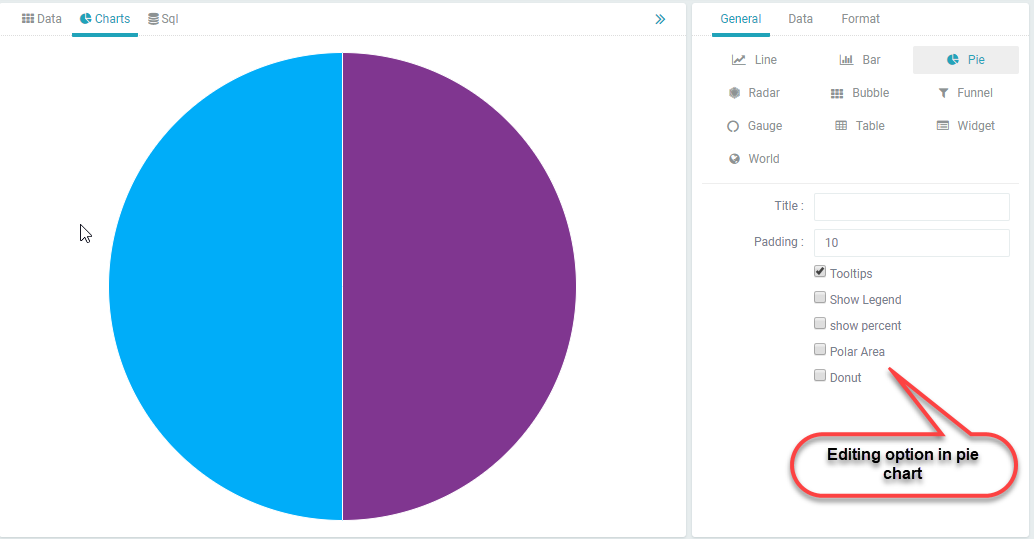 Data Charts Sql
General Data Format
Line Bar Pie
Radar Bubble Funnel
Gauge Table Widget
World
Title :
Padding : 10
Tooltips
Show Legend
show percent
Polar Area
Donut
Editing option in pie
chart